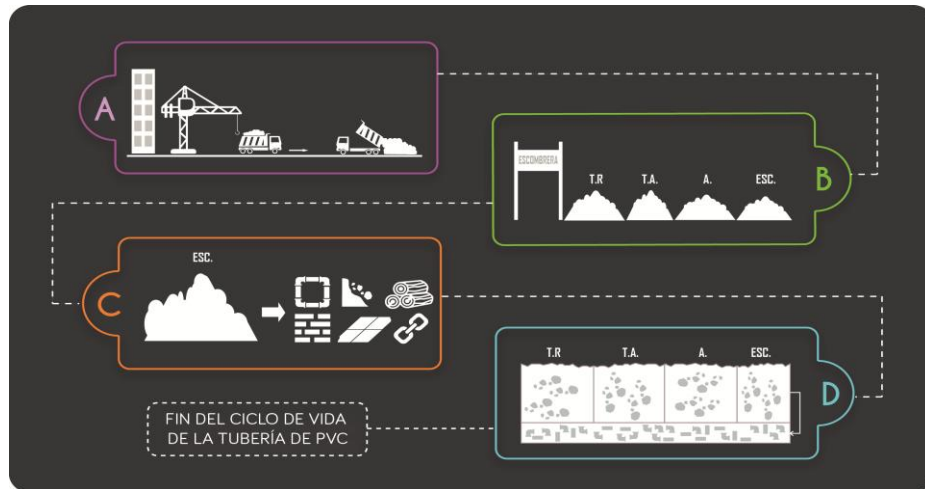 A
ESCOMBRERA
T.R
T.A.
A.
ESC.
B
ESC.
C
T.R
T.A.
A.
ESC.
D
FIN DEL CICLO DE VIDA
DE LA TUBERÍA DE PVC